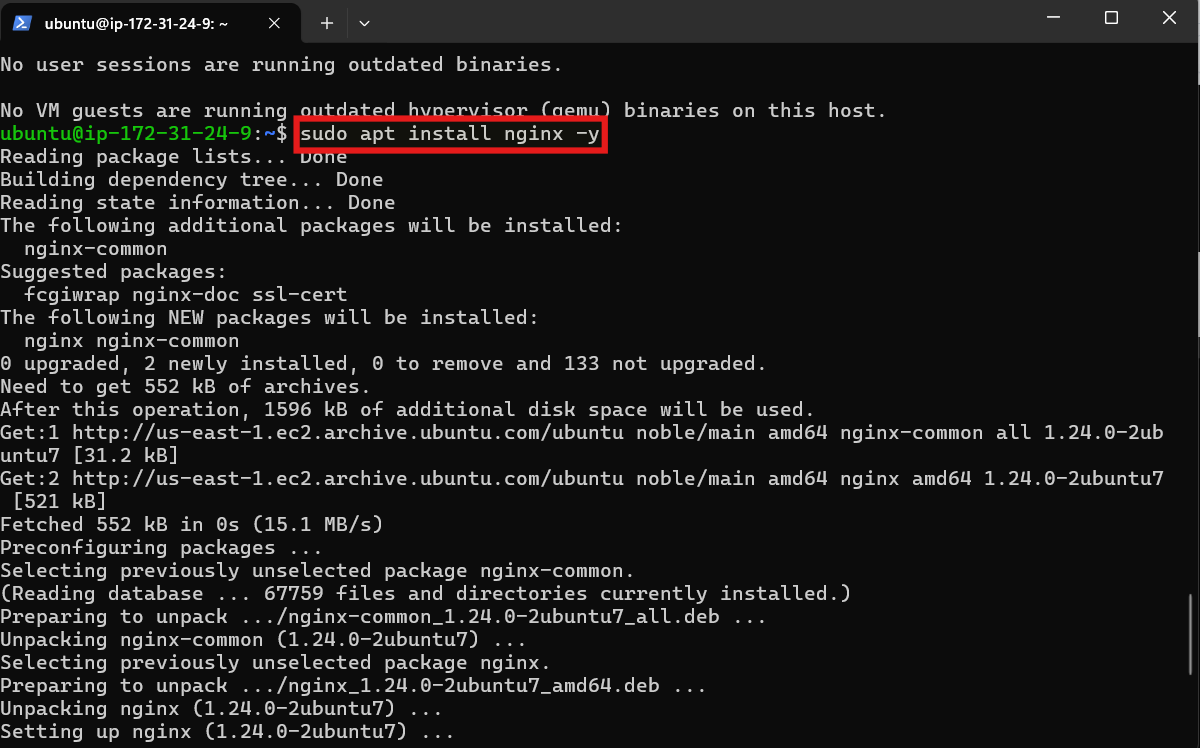 ubuntu@ip-172-31-24-9: ~
No user sessions are running outdated binaries.
No VM guests are running outdated hypervisor (qemu) binaries on this host.
ubuntu@ip-172-31-24-9:~$ sudo apt install nginx -y
Reading package lists... Done
Building dependency tree... Done
Reading state information... Done
The following additional packages will be installed:
  nginx-common
Suggested packages:
  fcgiwrap nginx-doc ssl-cert
The following NEW packages will be installed:
  nginx nginx-common
0 upgraded, 2 newly installed, 0 to remove and 133 not upgraded.
Need to get 552 kB of archives.
After this operation, 1596 kB of additional disk space will be used.
Get:1 http://us-east-1.ec2.archive.ubuntu.com/ubuntu noble/main amd64 nginx-common all 1.24.0-2ub
untu7 [31.2 kB]
Get:2 http://us-east-1.ec2.archive.ubuntu.com/ubuntu noble/main amd64 nginx amd64 1.24.0-2ubuntu7
 [521 kB]
Fetched 552 kB in 0s (15.1 MB/s)
Preconfiguring packages ...
Selecting previously unselected package nginx-common.
(Reading database ... 67759 files and directories currently installed.)
Preparing to unpack .../nginx-common_1.24.0-2ubuntu7_all.deb ...
Unpacking nginx-common (1.24.0-2ubuntu7) ...
Selecting previously unselected package nginx.
Preparing to unpack .../nginx_1.24.0-2ubuntu7_amd64.deb ...
Unpacking nginx (1.24.0-2ubuntu7) ...
Setting up nginx (1.24.0-2ubuntu7) ...